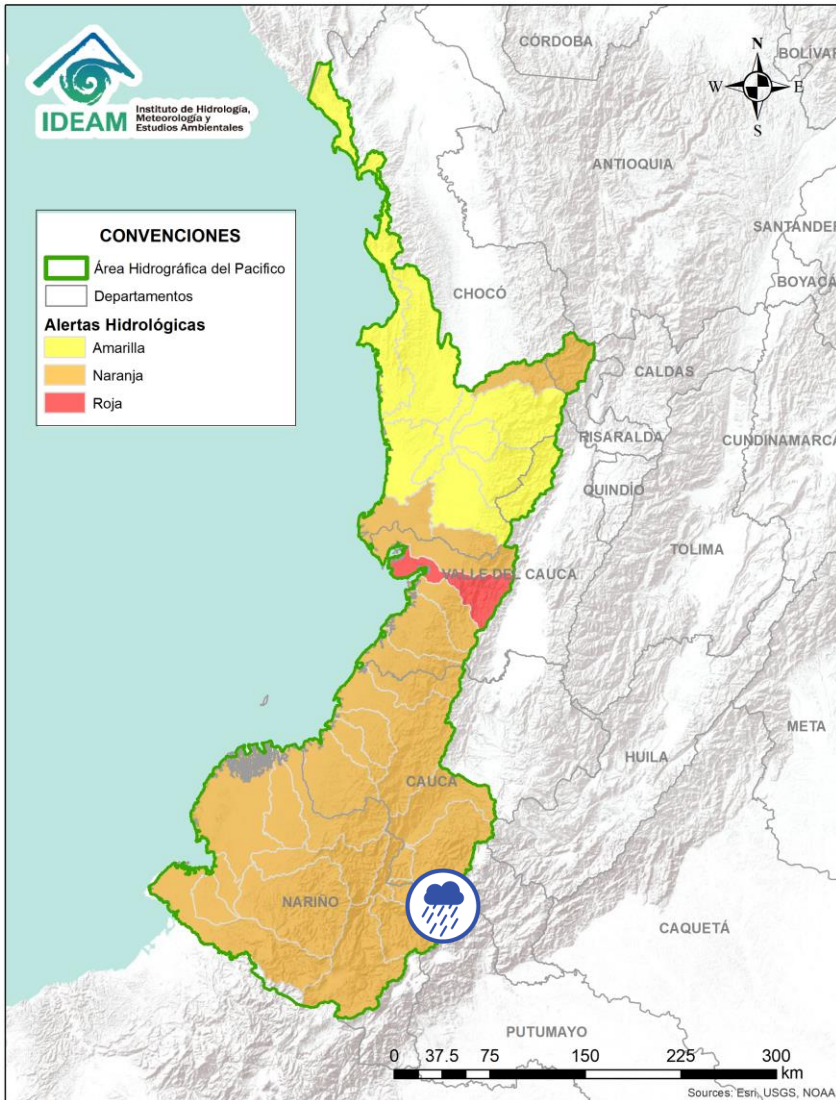 IDEAM
Instituto de Hidrología,
Meteorología y
Estudios Ambientales
CÓRDOBA
BOLÍVAR
N
W
E
S
ANTIOQUIA
SANTANDER
BOYACÁ
CONVENCIONES
Área Hidrográfica del Pacifico
Departamentos
Alertas Hidrológicas
Amarilla
Naranja
Roja
CHOCÓ
CALDAS
RISARALDA
CUNDINAMARCA
QUINDÍO
TOLIMA
VALLE DEL CAUCA
META
HUILA
CAUCA
NARIÑO
CAQUETÁ
PUTUMAYO
0 37.5 75 150 225 300
km
Sources: Esri, USGS, NOAA